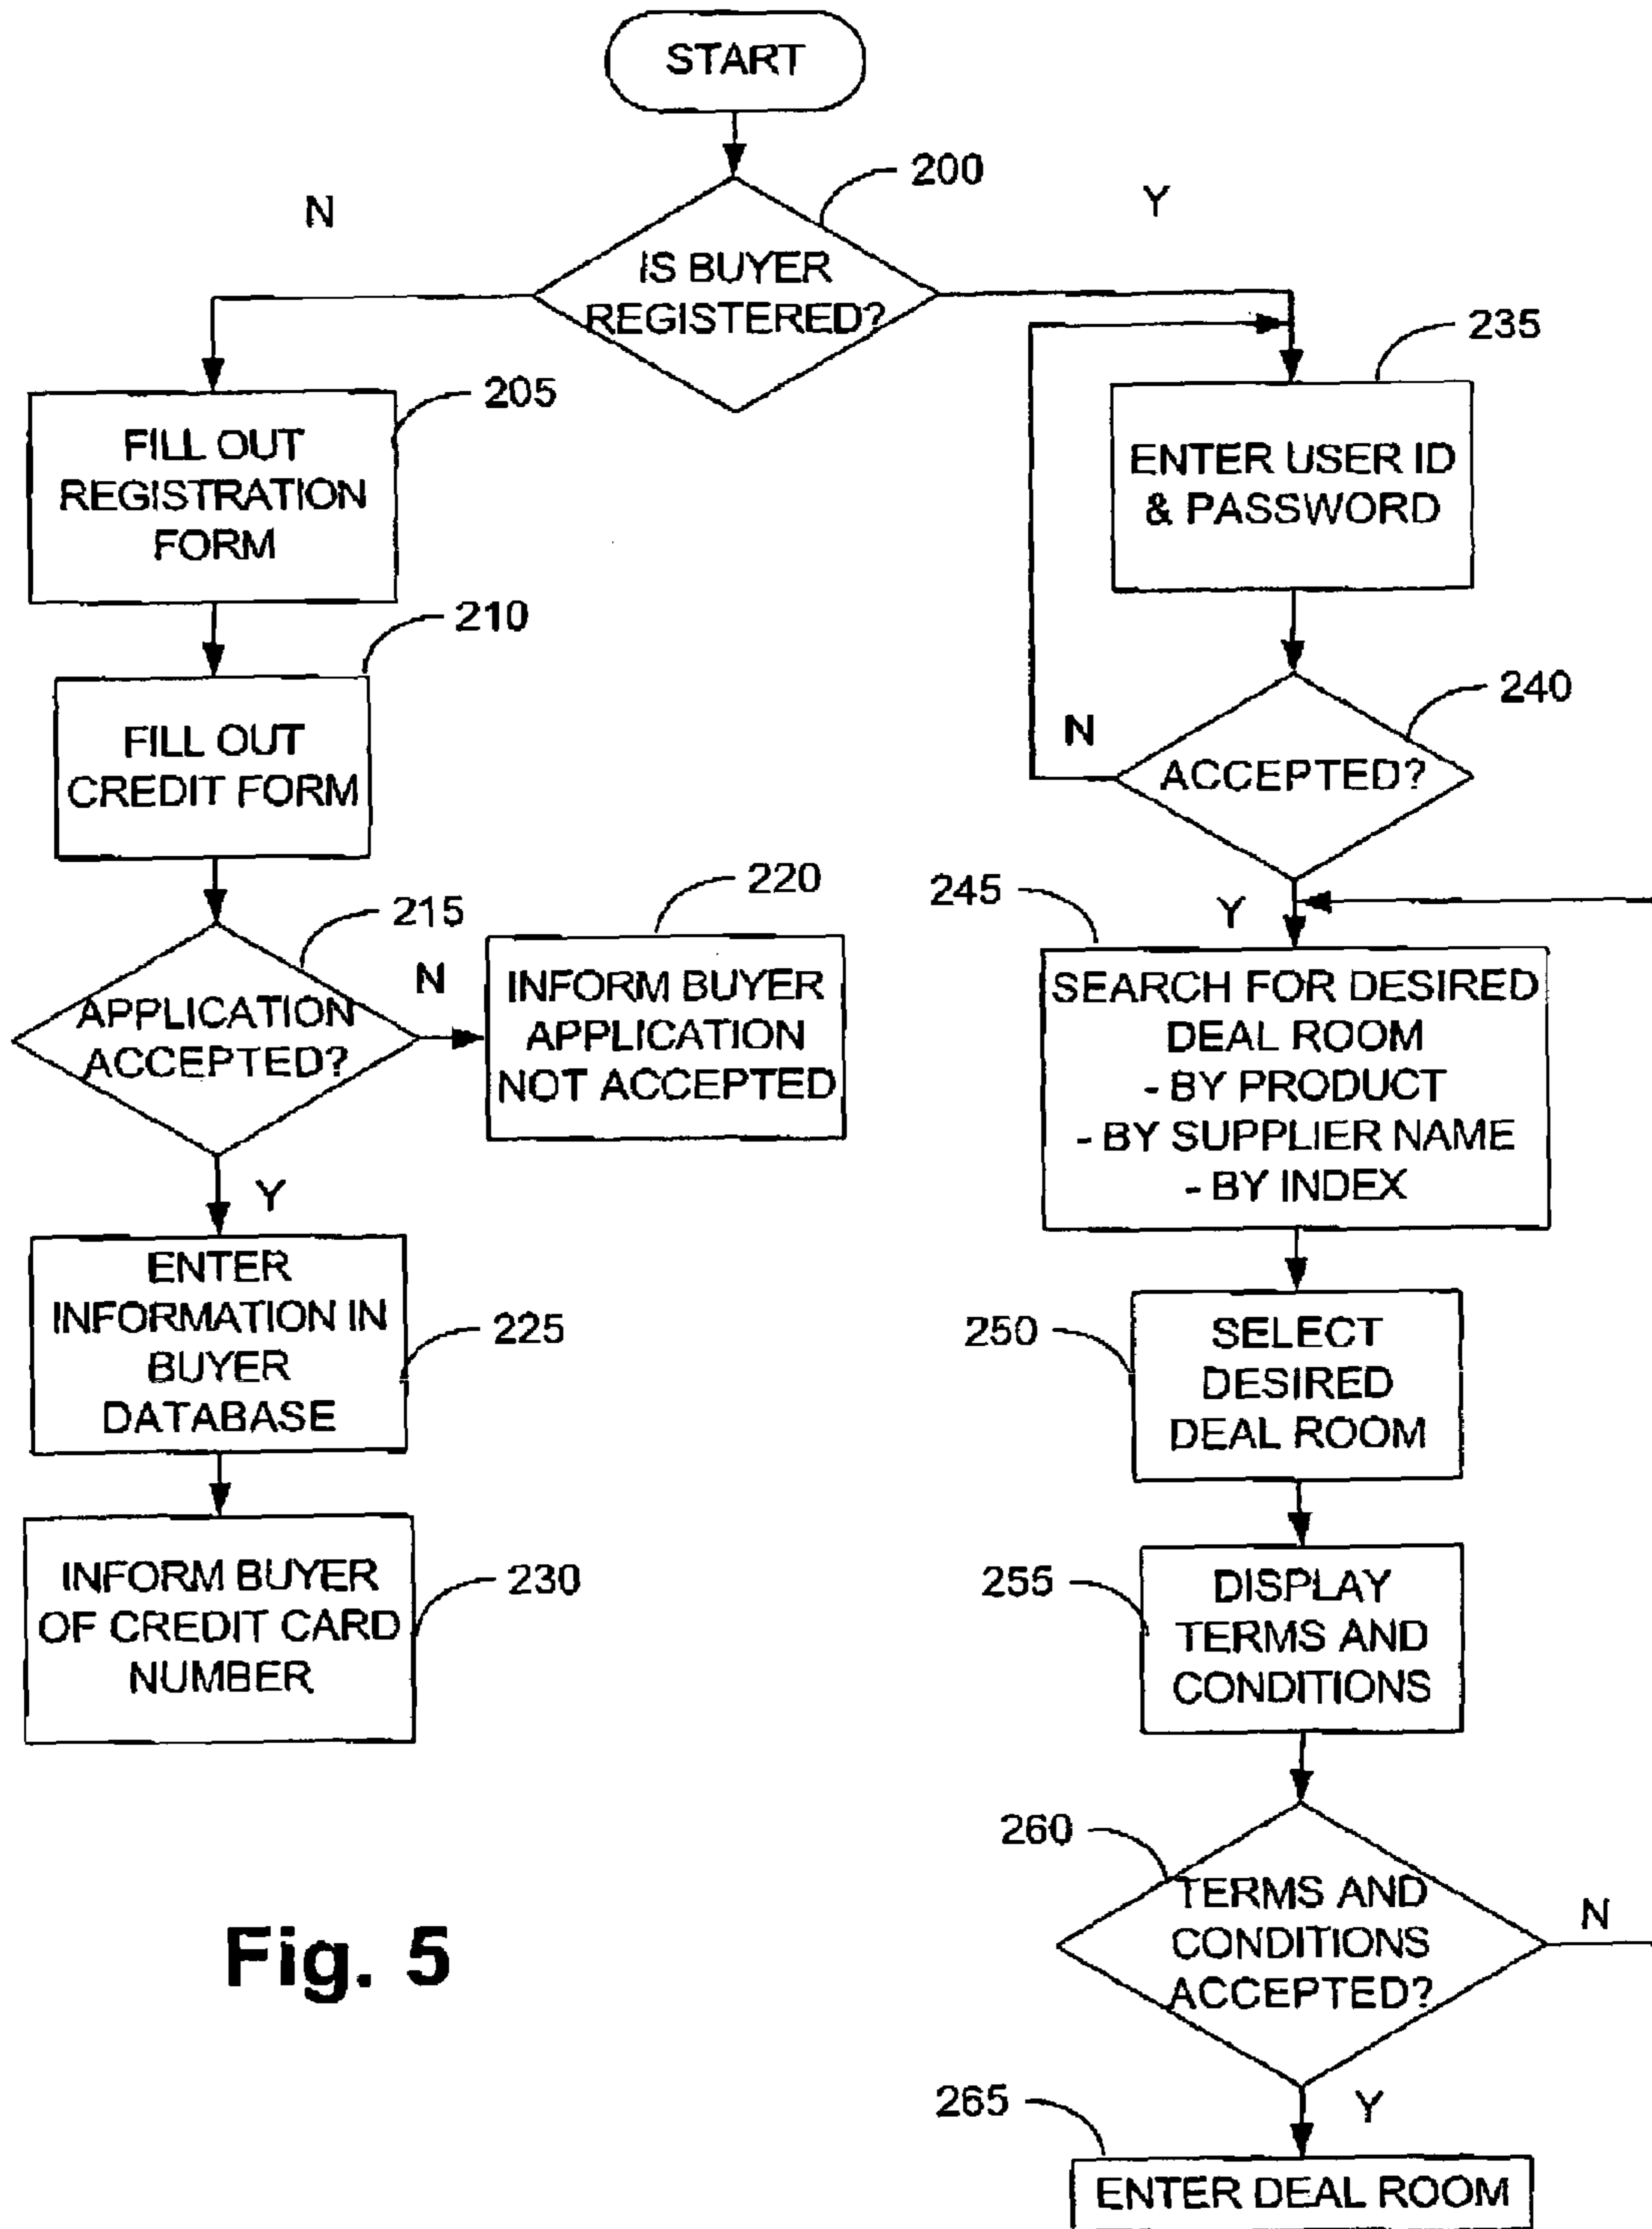 START
200
N
Y
IS BUYER
REGISTERED?
205
FILL OUT
REGISTRATION
FORM
210
FILL OUT
CREDIT FORM
215
APPLICATION
ACCEPTED?
N
220
INFORM BUYER
APPLICATION
NOT ACCEPTED
Y
ENTER
INFORMATION IN
BUYER
DATABASE
225
INFORM BUYER
OF CREDIT CARD
NUMBER
230
235
ENTER USER ID
& PASSWORD
240
N
ACCEPTED?
245
Y
SEARCH FOR DESIRED
DEAL ROOM
- BY PRODUCT
- BY SUPPLIER NAME
- BY INDEX
250
SELECT
DESIRED
DEAL ROOM
255
DISPLAY
TERMS AND
CONDITIONS
260
TERMS AND
CONDITIONS
ACCEPTED?
N
265
Y
ENTER DEAL ROOM
Fig. 5